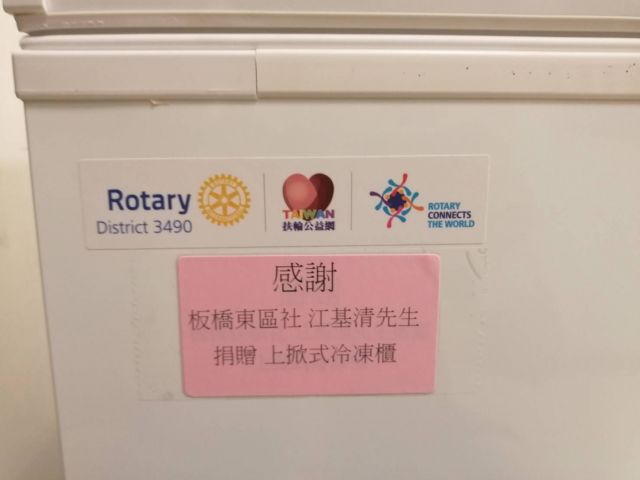 Rotary
District 3490
TAIWAN
扶輪公益網
ROTARY
CONNECTS
THE WORLD
感謝
板橋東區社 江基清先生
捐贈 上掀式冷凍櫃